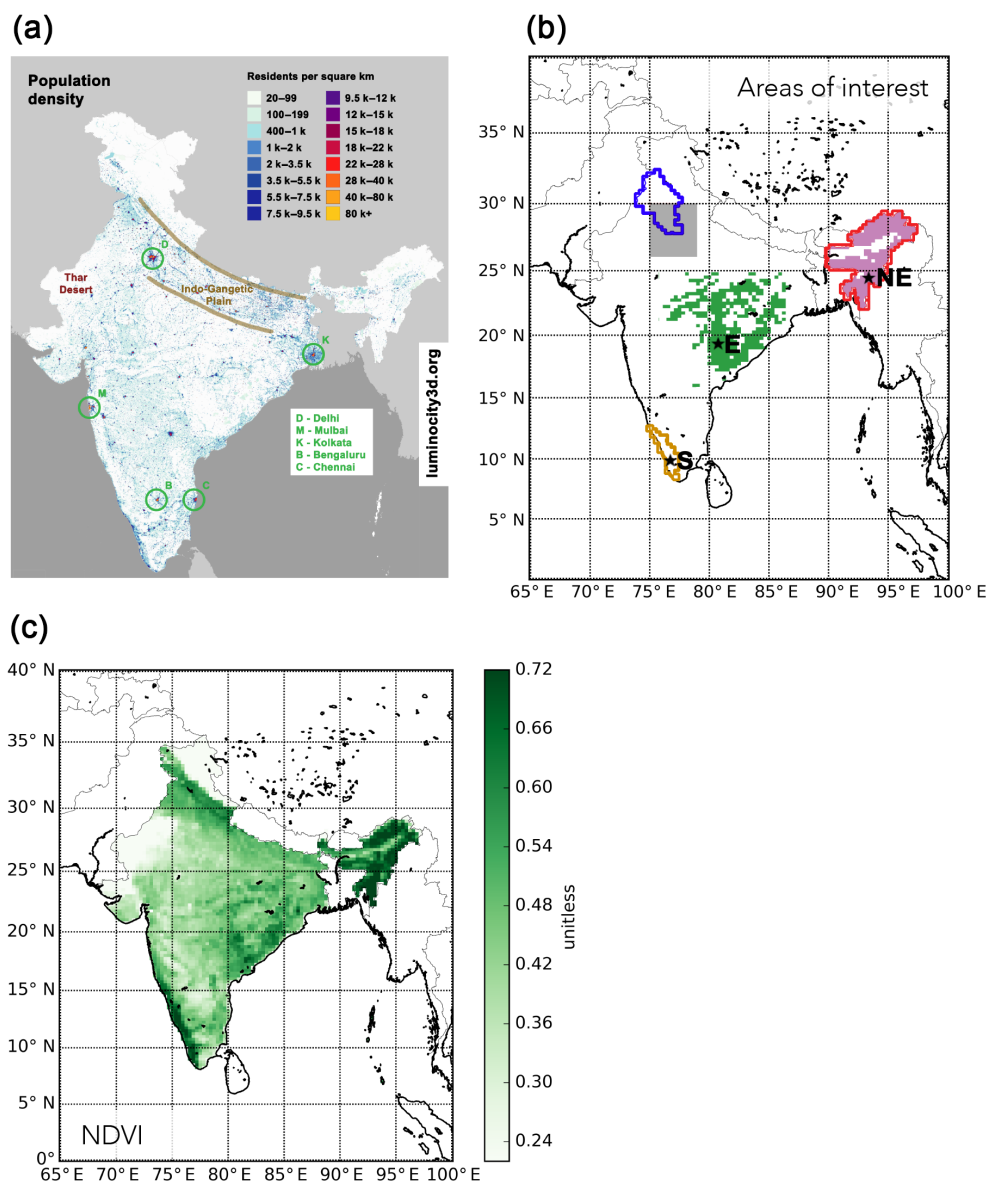 (a)
Population
density
Residents per square km
20–99
100–199
400–1 k
1 k–2 k
2 k–3.5 k
3.5 k–5.5 k
5.5 k–7.5 k
7.5 k–9.5 k
9.5 k–12 k
12 k–15 k
15 k–18 k
18 k–22 k
22 k–28 k
28 k–40 k
40 k–80 k
80 k+
D
Thar
Desert
Indo-Gangetic
Plain
K
M
D - Delhi
M - Mulbai
K - Kolkata
B - Bengaluru
C - Chennai
B
C
luminocity3d.org
(b)
Areas of interest
35° N
30° N
25° N
20° N
15° N
10° N
5° N
NE
E
S
65° E 70° E 75° E 80° E 85° E 90° E 95° E 100° E
(c)
40° N
35° N
30° N
25° N
20° N
15° N
10° N
5° N
0°
NDVI
65° E 70° E 75° E 80° E 85° E 90° E 95° E 100° E
0.72
0.66
0.60
0.54
0.48
0.42
0.36
0.30
0.24
unitless